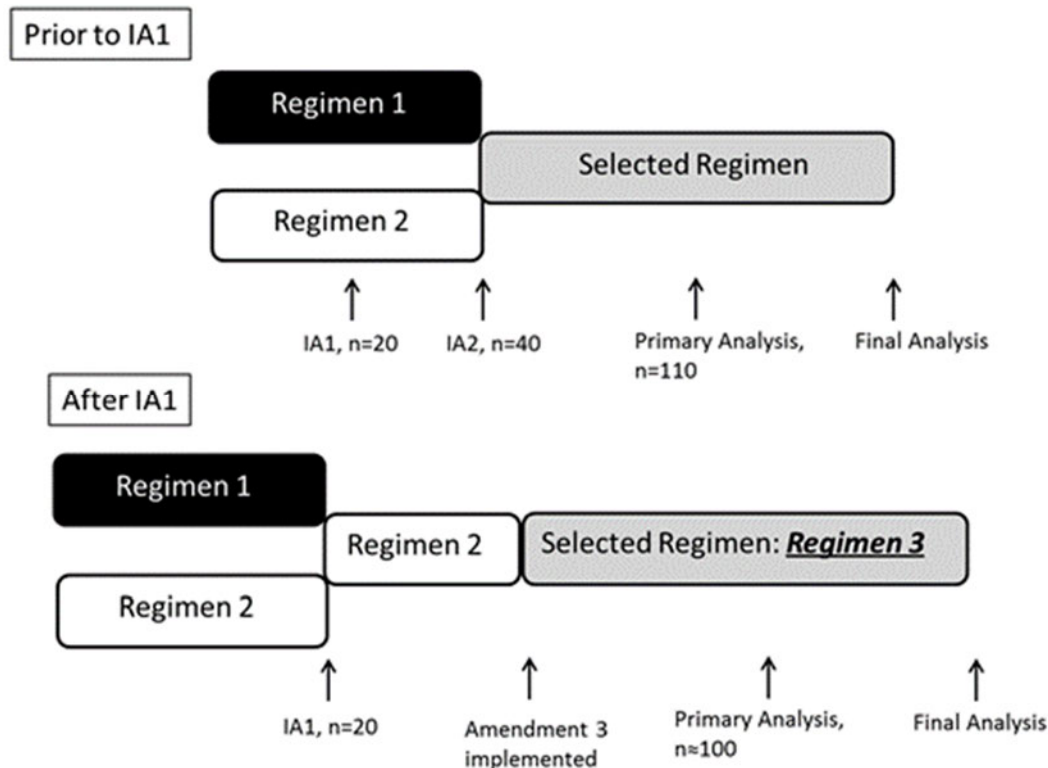 Prior to IA1
Regimen 1
Selected Regimen
Regimen 2
IA1, n=20
IA2, n=40
Primary Analysis,
n=110
Final Analysis
After IA1
Regimen 1
Regimen 2
Selected Regimen: Regimen 3
Regimen 2
IA1, n=20
Amendment 3
implemented
Primary Analysis,
n≈100
Final Analysis